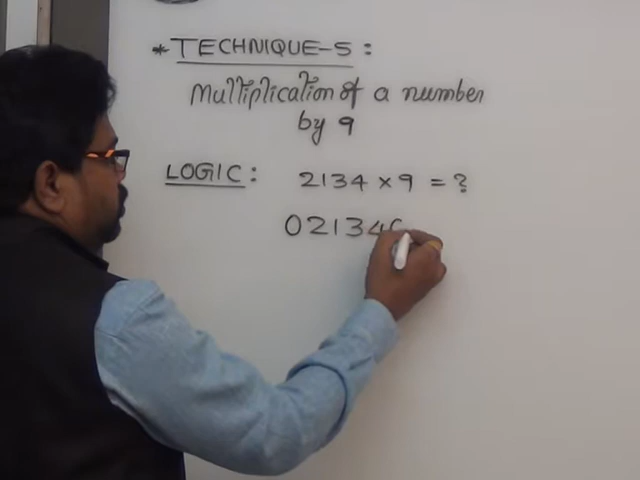 * TECHNIQUE-5 :
Multiplication of a number
by 9
LOGIC : 2134 × 9 = ?
02134